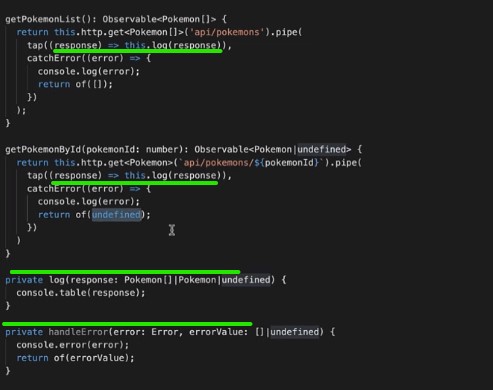 getPokemonList(): Observable<Pokemon[]> {
return this.http.get<Pokemon[]>('api/pokemons').pipe(
tap((response) => this.log(response)),
catchError((error) => {
console.log(error);
return of([]);
})
);
}
getPokemonById(pokemonId: number): Observable<Pokemon|undefined> {
return this.http.get<Pokemon>(`api/pokemons/${pokemonId}`).pipe(
tap((response) => this.log(response)),
catchError((error) => {
console.log(error);
return of(undefined);
})
)
}
private log(response: Pokemon[]|Pokemon|undefined) {
console.table(response);
}
private handleError(error: Error, errorValue: []|undefined) {
console.error(error);
return of(errorValue);
}